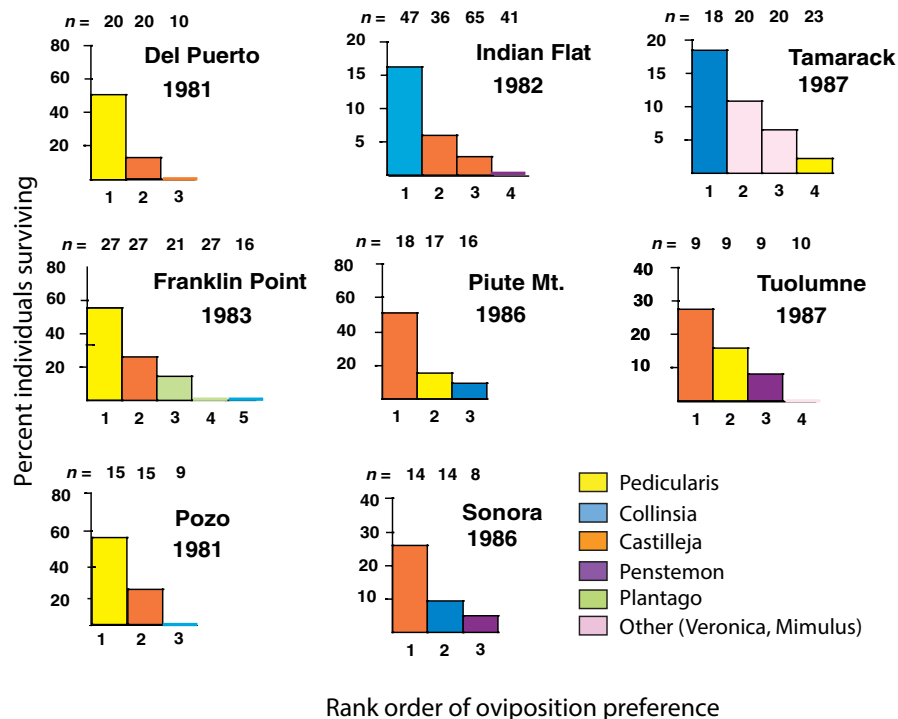 n = 20 20 10
80
60
40
20
Del Puerto
1981
1 2 3
n = 47 36 65 41
20
15
10
5
Indian Flat
1982
1 2 3 4
n = 18 20 20 23
20
15
10
5
Tamarack
1987
1 2 3 4
Percent individuals surviving
n = 27 27 21 27 16
80
60
40
20
Franklin Point
1983
1 2 3 4 5
n = 18 17 16
80
60
40
20
Piute Mt.
1986
1 2 3
n = 9 9 9 10
40
30
20
10
Tuolumne
1987
1 2 3 4
n = 15 15 9
80
60
40
20
Pozo
1981
1 2 3
n = 14 14 8
40
30
20
10
Sonora
1986
1 2 3
Pedicularis
Collinsia
Castilleja
Penstemon
Plantago
Other (Veronica, Mimulus)
Rank order of oviposition preference